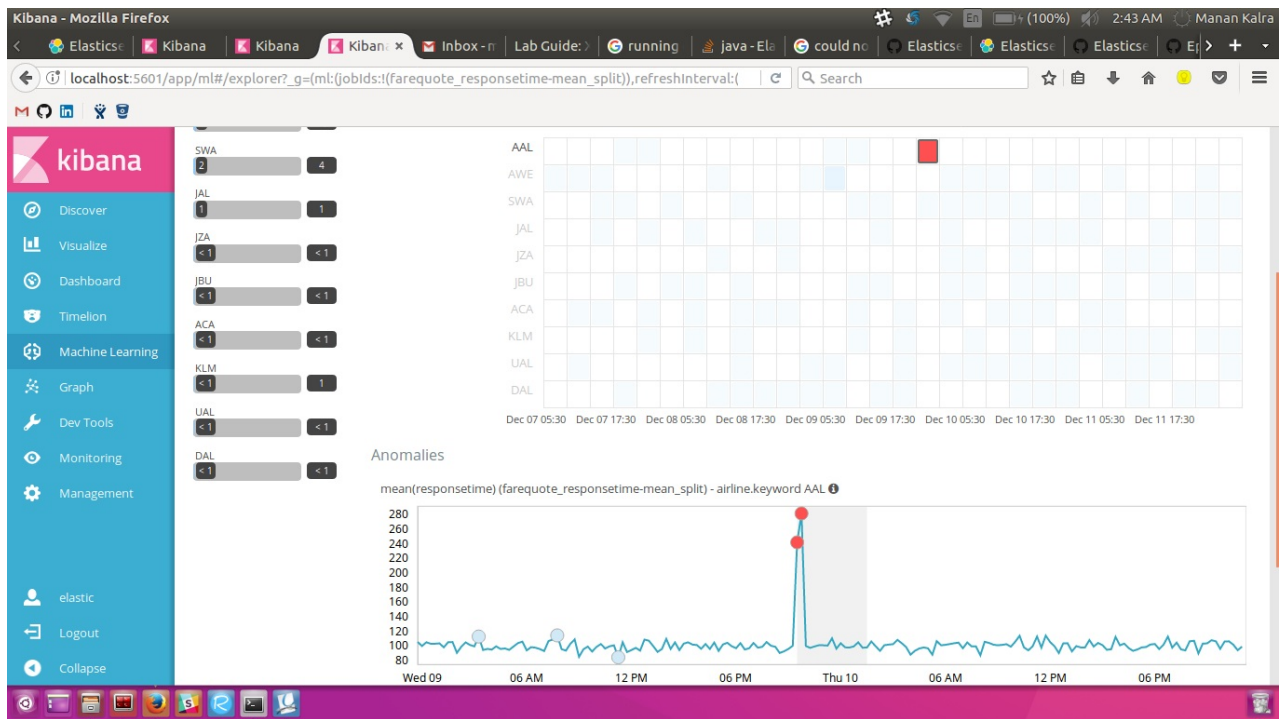 Kibana - Mozilla Firefox
En (100%) 2:43 AM Manan Kalra
Elasticse Kibana Kibana Kiban Inbox - m Lab Guide: running java - Ela could no Elasticse Elasticse Elasticse
localhost:5601/app/ml#/explorer?_g=(ml:(jobIds:!(farequote_responsetime-mean_split)),refreshInterval:( Search
kibana
Discover
Visualize
Dashboard
Timelion
Machine Learning
Graph
Dev Tools
Monitoring
Management
elastic
Logout
Collapse
SWA
2 4
JAL
1 1
JZA
< 1 < 1
JBU
< 1 < 1
ACA
< 1 < 1
KLM
< 1 1
UAL
< 1 < 1
DAL
< 1 < 1
AAL
AWE
SWA
JAL
JZA
JBU
ACA
KLM
UAL
DAL
Dec 07 05:30 Dec 07 17:30 Dec 08 05:30 Dec 08 17:30 Dec 09 05:30 Dec 09 17:30 Dec 10 05:30 Dec 10 17:30 Dec 11 05:30 Dec 11 17:30
Anomalies
mean(responsetime) (farequote_responsetime-mean_split) - airline.keyword AAL
280
260
240
220
200
180
160
140
120
100
80
Wed 09 06 AM 12 PM 06 PM Thu 10 06 AM 12 PM 06 PM